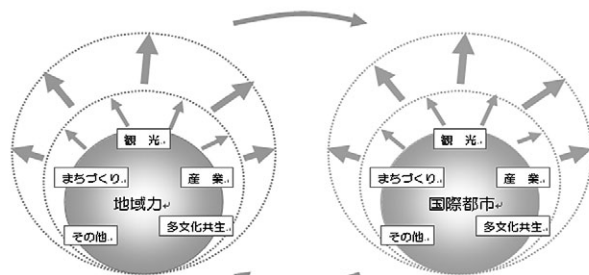 観　光
まちづくり
産　業
地域力
その他
多文化共生
観　光
まちづくり
産　業
国際都市
その他
多文化共生